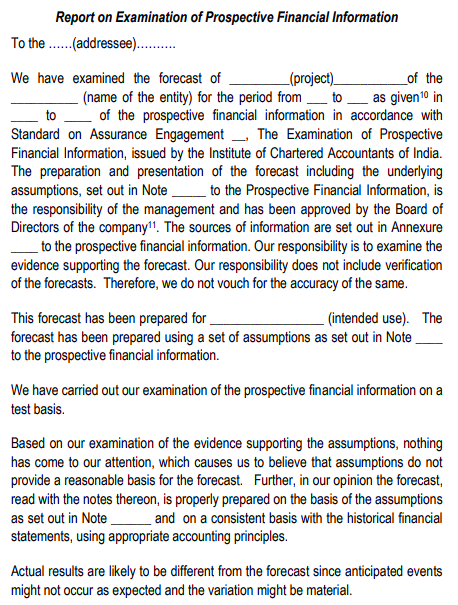 Report on Examination of Prospective Financial Information
To the ......(addressee)..........
We have examined the forecast of _________(project)___________of the
__________ (name of the entity) for the period from ___ to ___ as given10 in
____ to ____ of the prospective financial information in accordance with
Standard on Assurance Engagement __, The Examination of Prospective
Financial Information, issued by the Institute of Chartered Accountants of India.
The preparation and presentation of the forecast including the underlying
assumptions, set out in Note _____ to the Prospective Financial Information, is
the responsibility of the management and has been approved by the Board of
Directors of the company11. The sources of information are set out in Annexure
____ to the prospective financial information. Our responsibility is to examine the
evidence supporting the forecast. Our responsibility does not include verification
of the forecasts. Therefore, we do not vouch for the accuracy of the same.
This forecast has been prepared for _________________ (intended use). The
forecast has been prepared using a set of assumptions as set out in Note ____
to the prospective financial information.
We have carried out our examination of the prospective financial information on a
test basis.
Based on our examination of the evidence supporting the assumptions, nothing
has come to our attention, which causes us to believe that assumptions do not
provide a reasonable basis for the forecast. Further, in our opinion the forecast,
read with the notes thereon, is properly prepared on the basis of the assumptions
as set out in Note ______ and on a consistent basis with the historical financial
statements, using appropriate accounting principles.
Actual results are likely to be different from the forecast since anticipated events
might not occur as expected and the variation might be material.